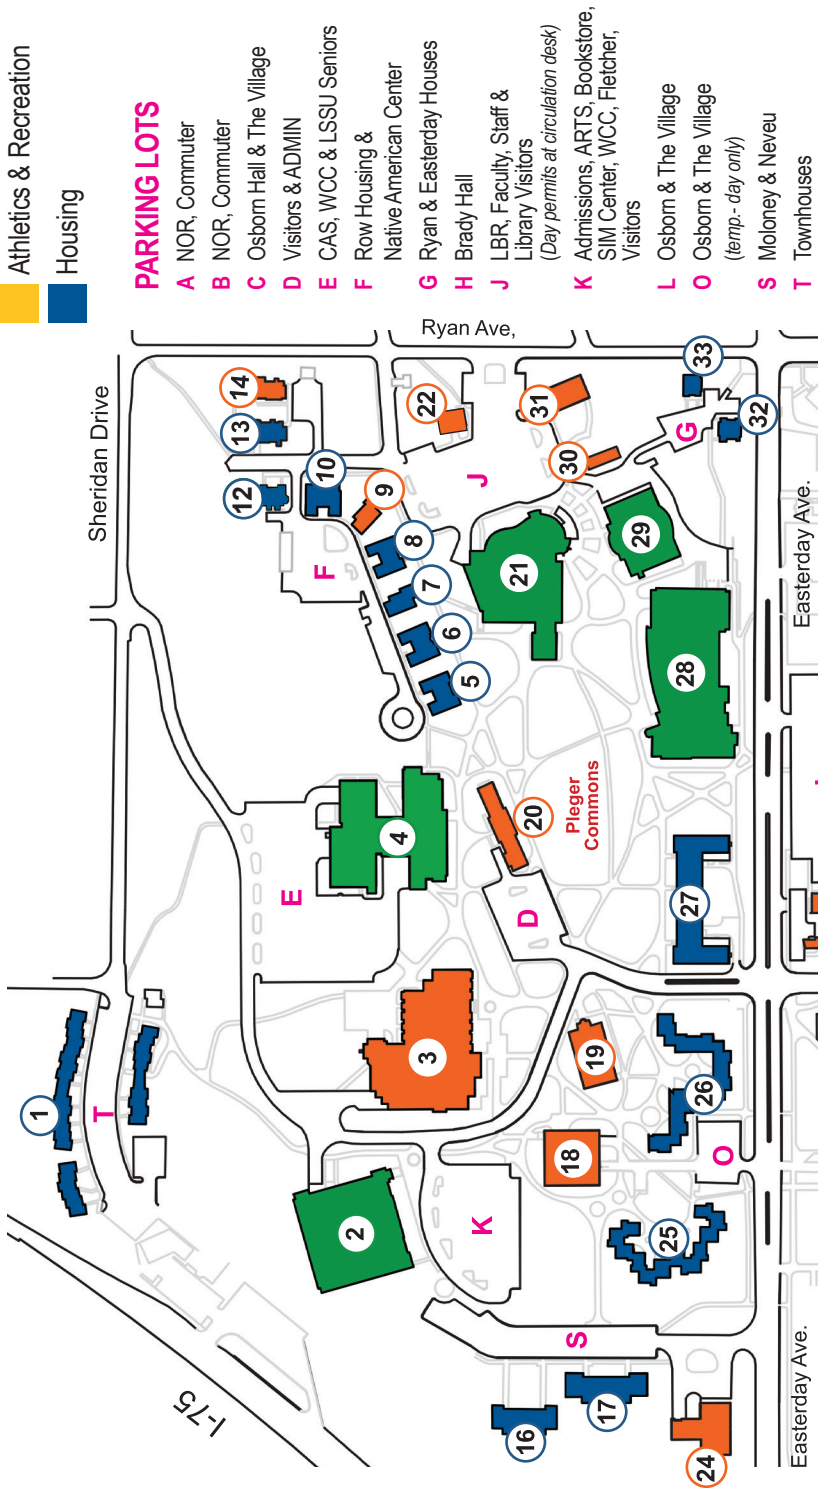 Athletics & Recreation
Housing
PARKING LOTS
A NOR, Commuter
B NOR, Commuter
C Osborn Hall & The Village
D Visitors & ADMIN
E CAS, WCC & LSSU Seniors
F Row Housing &
Native American Center
G Ryan & Easterday Houses
H Brady Hall
J LBR, Faculty, Staff &
Library Visitors
(Day permits at circulation desk)
K Admissions, ARTS, Bookstore,
SIM Center, WCC, Fletcher,
Visitors
L Osborn & The Village
O Osborn & The Village
(temp.- day only)
S Moloney & Neveu
T Townhouses
Ryan Ave,
Sheridan Drive
Easterday Ave.
Easterday Ave.
I-75
Pleger
Commons
1
2
3
4
5
6
7
8
9
10
12
13
14
16
17
18
19
20
21
22
24
25
26
27
28
29
30
31
32
33
T
E
F
J
G
D
K
S
O